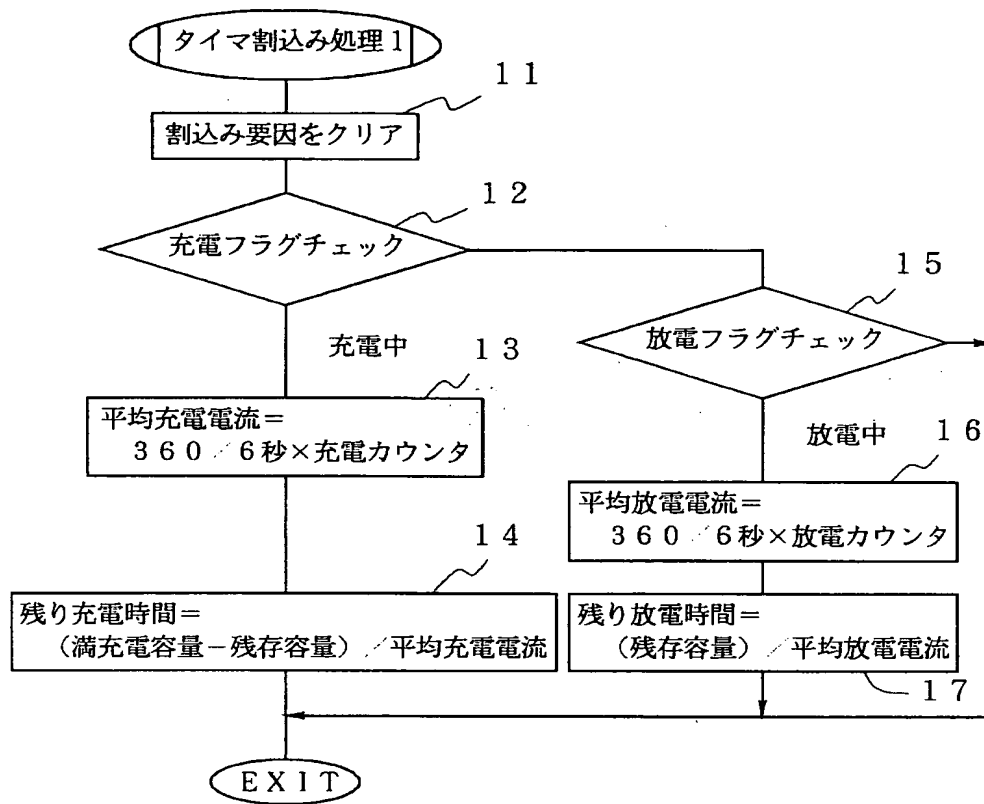 タイマ割込み処理１
１１
割込み要因をクリア
１２
充電フラグチェック
充電中
１３
平均充電電流＝
３６０／６秒×充電カウンタ
１４
残り充電時間＝
（満充電容量－残存容量）／平均充電電流
１５
放電フラグチェック
放電中
１６
平均放電電流＝
３６０／６秒×放電カウンタ
残り放電時間＝
（残存容量）／平均放電電流
１７
ＥＸＩＴ